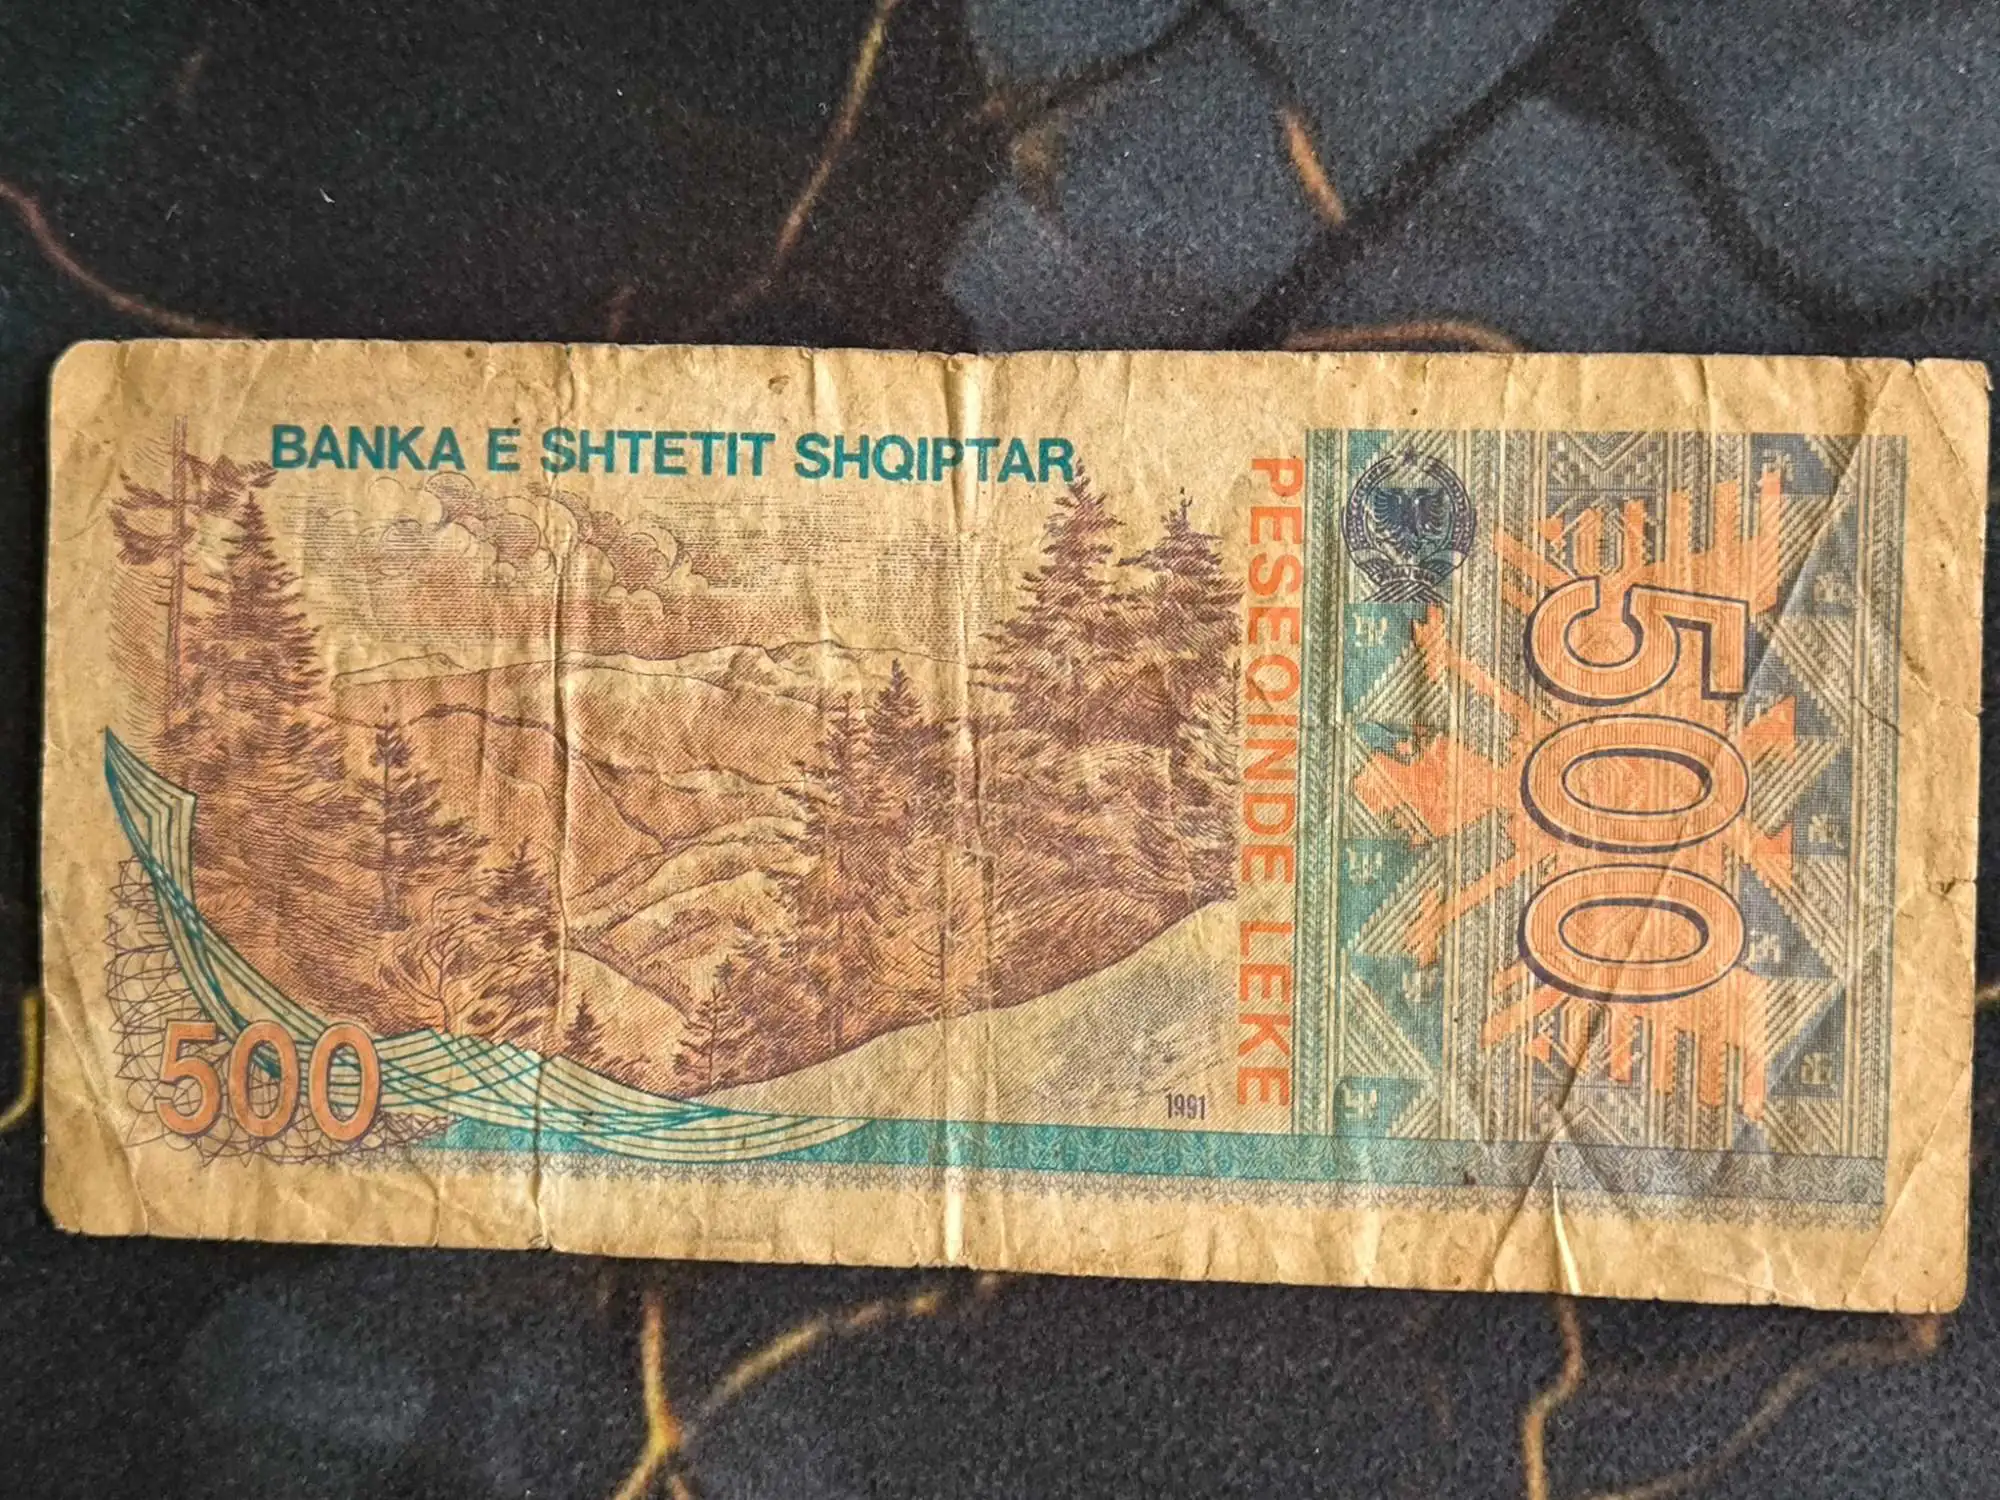 BANKA E SHTETIT SHQIPTAR
PESEQINDE LEKE
500
500
1991